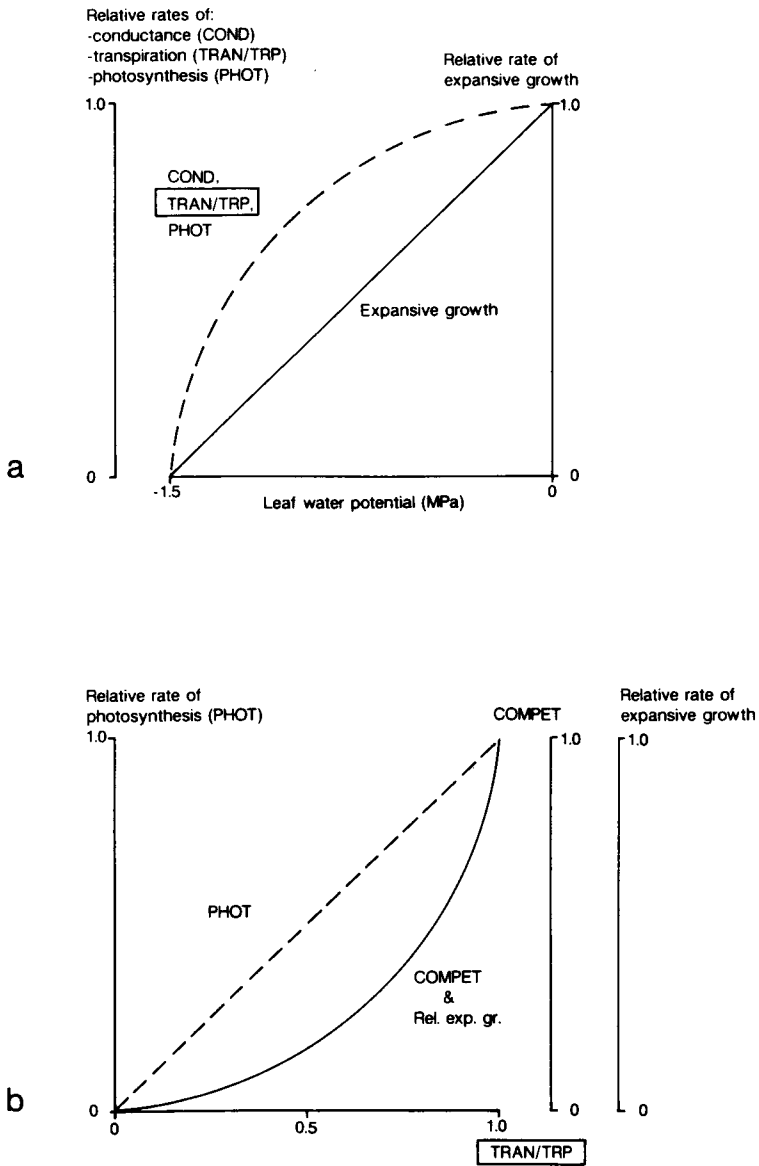 Relative rates of:
-conductance (COND)
-transpiration (TRAN/TRP)
-photosynthesis (PHOT)
Relative rate of
expansive growth
1.0
1.0
COND,
TRAN/TRP,
PHOT
Expansive growth
a
0
0
-1.5
0
Leaf water potential (MPa)
Relative rate of
photosynthesis (PHOT)
COMPET
Relative rate of
expansive growth
1.0
1.0
1.0
PHOT
COMPET
&
Rel. exp. gr.
b
0
0
0
0
0.5
1.0
TRAN/TRP